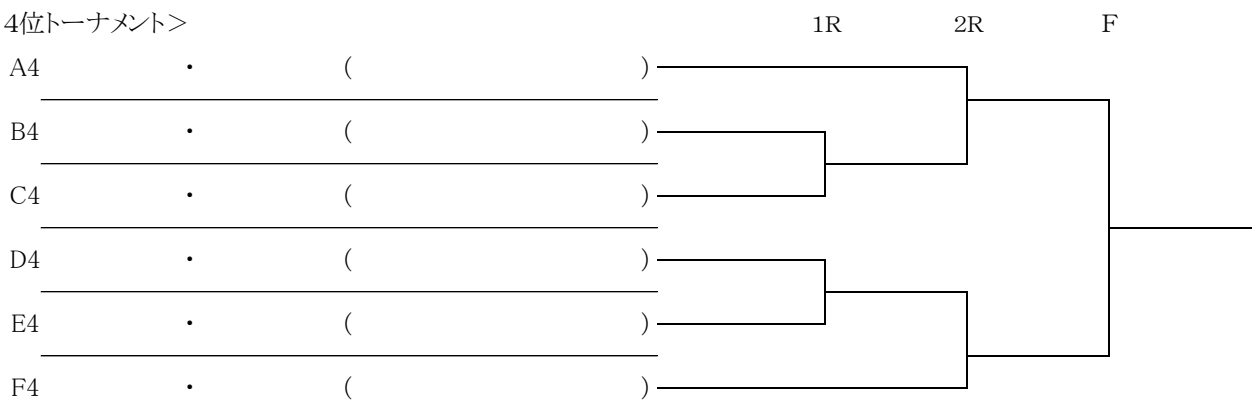 4位トーナメント＞ 1R 2R F
A4 ・ ( )
B4 ・ ( )
C4 ・ ( )
D4 ・ ( )
E4 ・ ( )
F4 ・ ( )